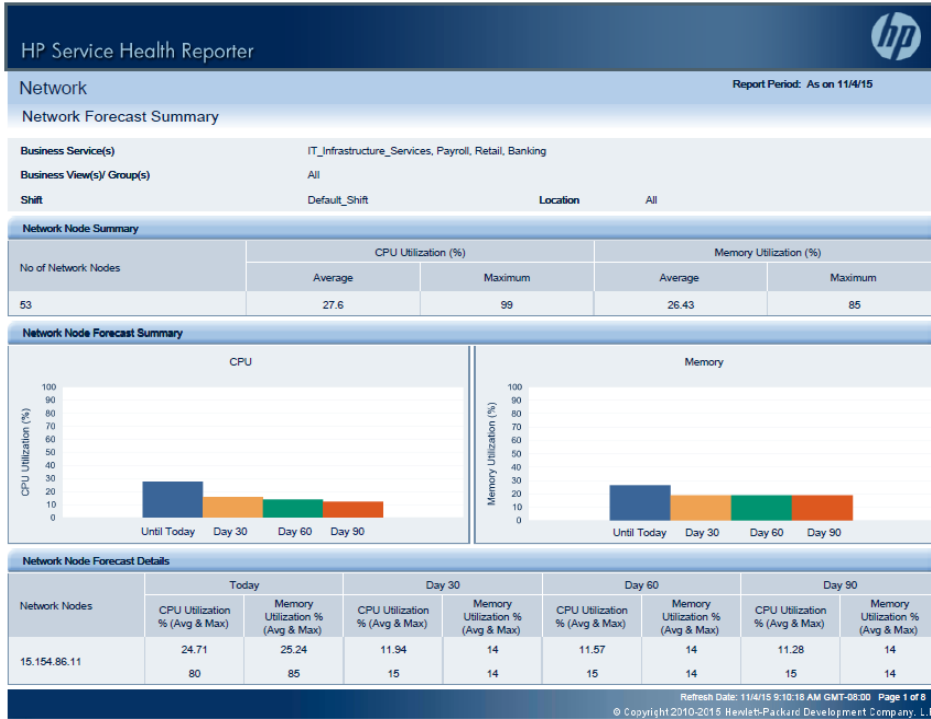 HP Service Health Reporter
hp
Network
Report Period: As on 11/4/15
Network Forecast Summary
Business Service(s) IT_Infrastructure_Services, Payroll, Retail, Banking
Business View(s)/ Group(s) All
Shift Default_Shift Location All
Network Node Summary
No of Network Nodes CPU Utilization (%) Memory Utilization (%)
Average Maximum Average Maximum
53 27.6 99 26.43 85
Network Node Forecast Summary
CPU
CPU Utilization (%)
100
90
80
70
60
50
40
30
20
10
0
Until Today Day 30 Day 60 Day 90
Memory
Memory Utilization (%)
100
90
80
70
60
50
40
30
20
10
0
Until Today Day 30 Day 60 Day 90
Network Node Forecast Details
Network Nodes Today Day 30 Day 60 Day 90
CPU Utilization % (Avg & Max) Memory Utilization % (Avg & Max) CPU Utilization % (Avg & Max) Memory Utilization % (Avg & Max) CPU Utilization % (Avg & Max) Memory Utilization % (Avg & Max) CPU Utilization % (Avg & Max) Memory Utilization % (Avg & Max)
15.154.86.11
24.71 25.24 11.94 14 11.57 14 11.28 14
80 85 15 14 15 14 15 14
Refresh Date: 11/4/15 9:10:18 AM GMT-08:00 Page 1 of 8
© Copyright 2010-2015 Hewlett-Packard Development Company, L.